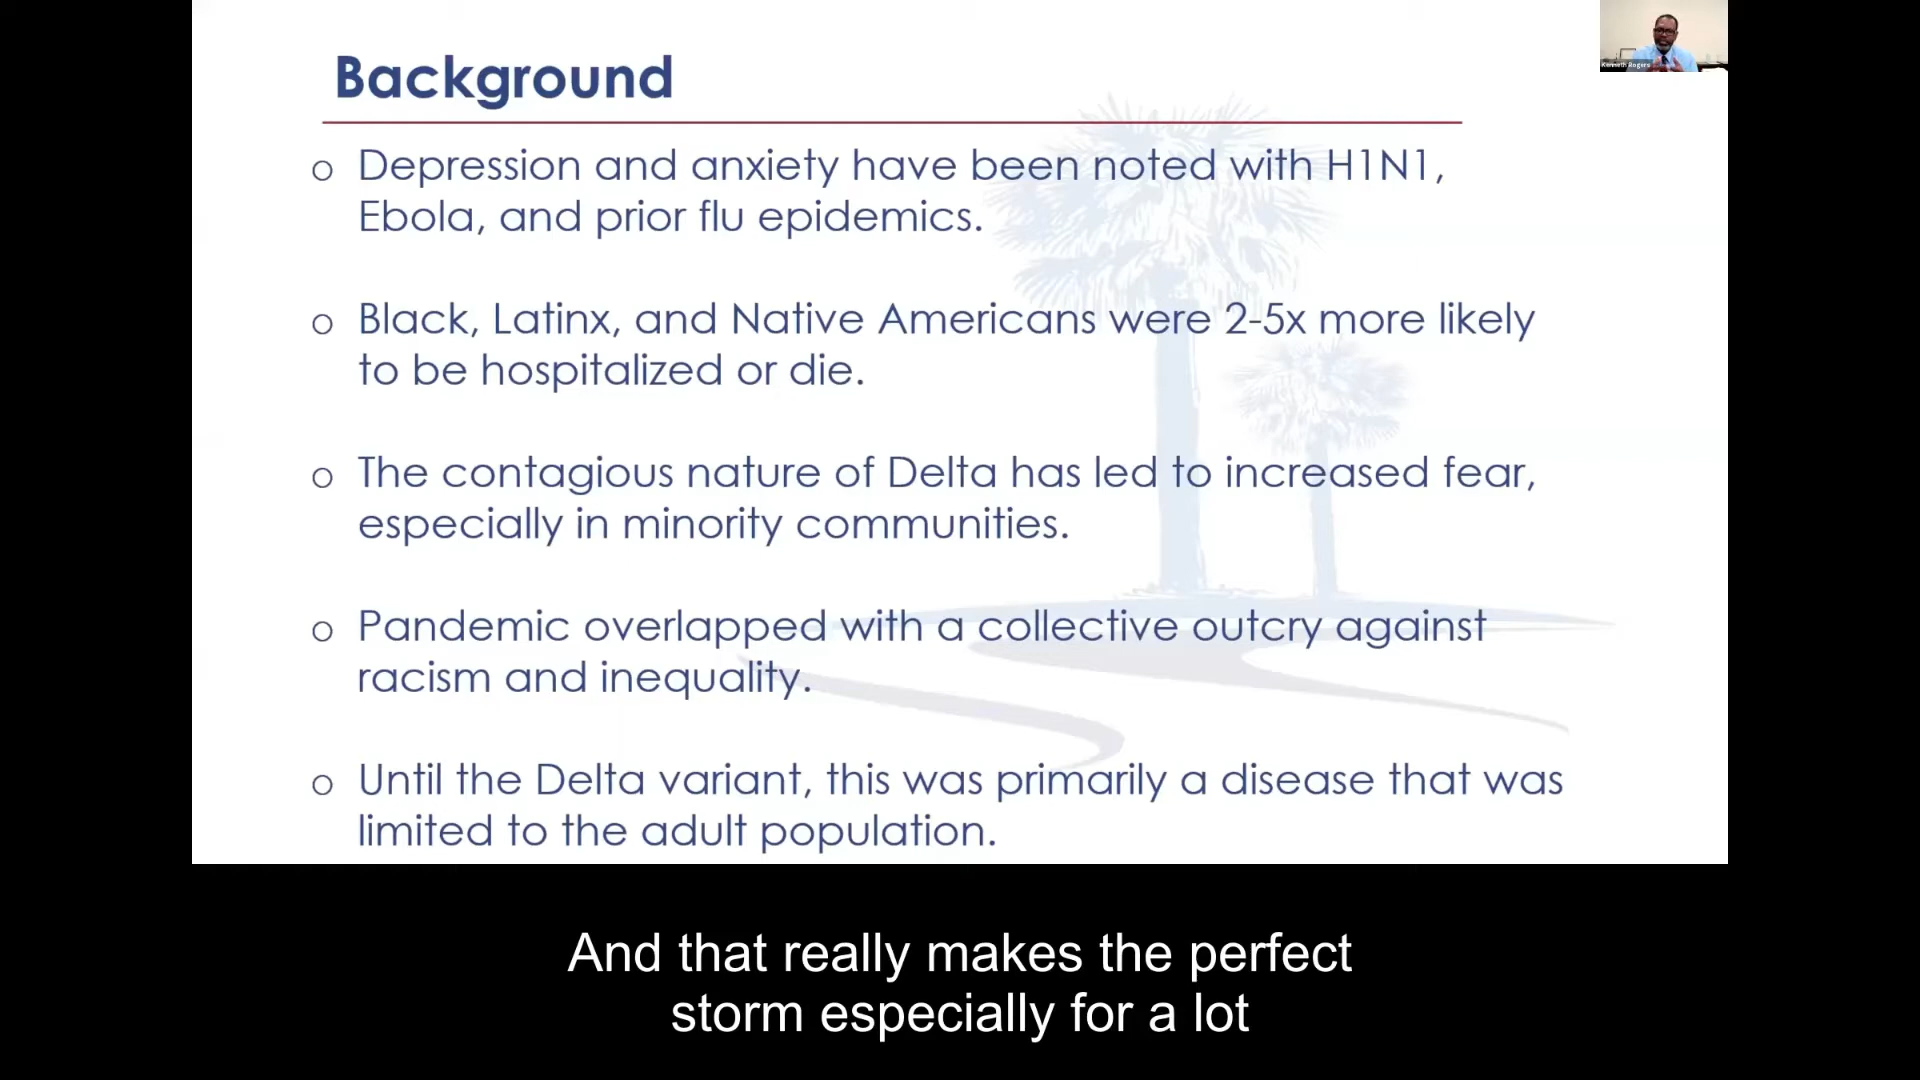 Background
Kenneth Rogers
o Depression and anxiety have been noted with H1N1,
Ebola, and prior flu epidemics.
o Black, Latinx, and Native Americans were 2-5x more likely
to be hospitalized or die.
o The contagious nature of Delta has led to increased fear,
especially in minority communities.
o Pandemic overlapped with a collective outcry against
racism and inequality.
o Until the Delta variant, this was primarily a disease that was
limited to the adult population.
And that really makes the perfect
storm especially for a lot